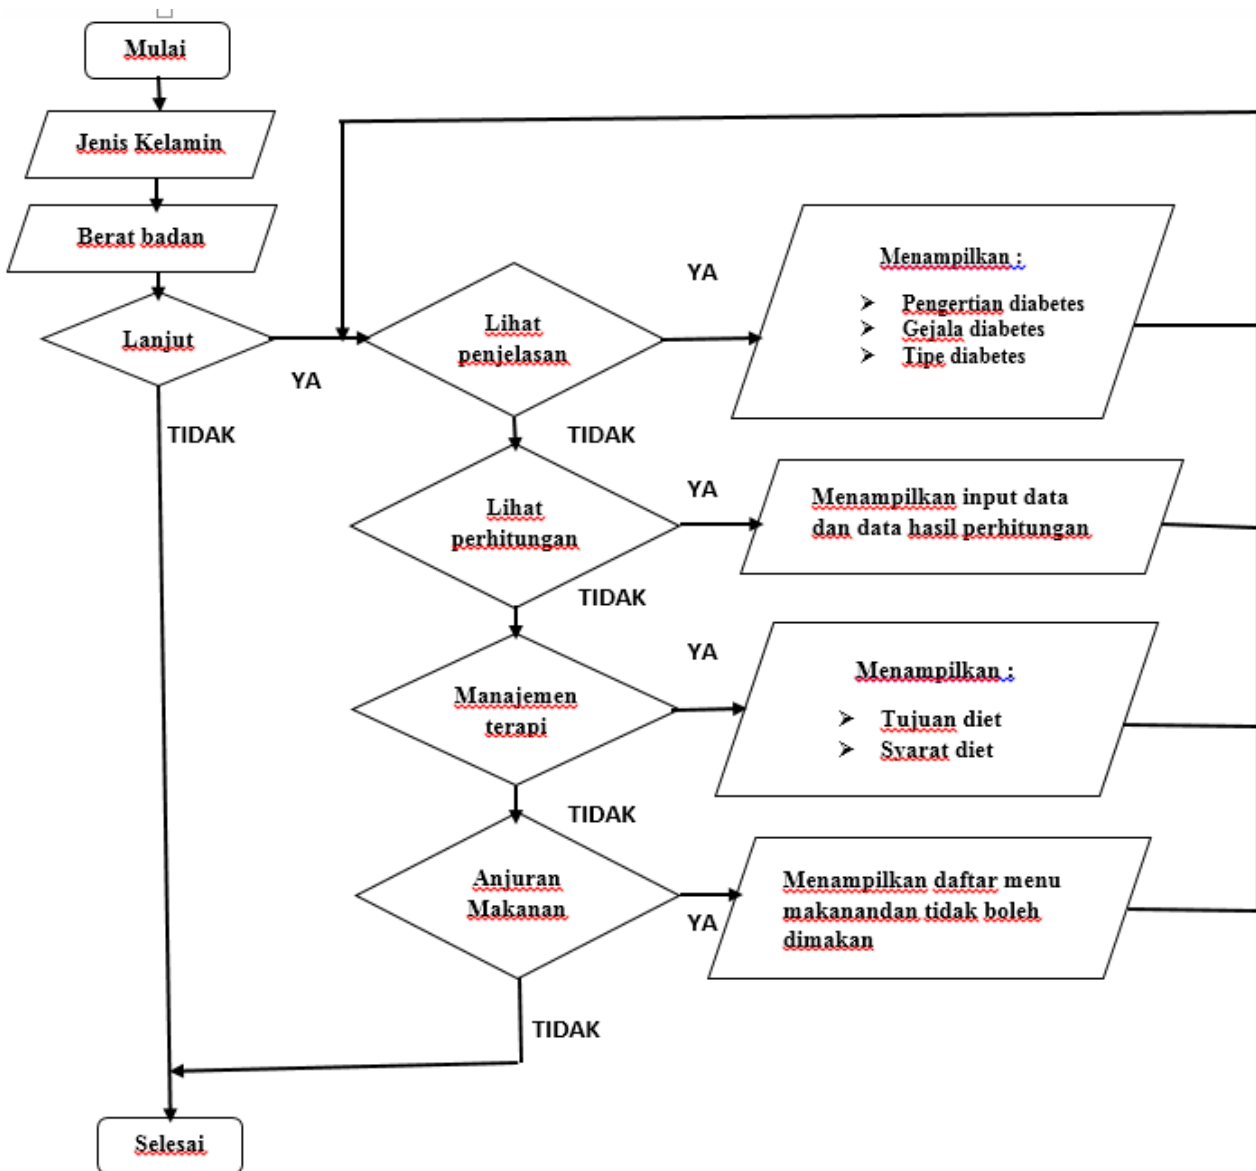 Mulai
Jenis Kelamin
Berat badan
Lanjut
YA
TIDAK
Lihat
penjelasan
YA
Menampilkan :
➤ Pengertian diabetes
➤ Gejala diabetes
➤ Tipe diabetes
TIDAK
Lihat
perhitungan
YA
Menampilkan input data
dan data hasil perhitungan
TIDAK
Manajemen
terapi
YA
Menampilkan :
➤ Tujuan diet
➤ Syarat diet
TIDAK
Anjuran
Makanan
YA
Menampilkan daftar menu
makanandan tidak boleh
dimakan
TIDAK
Selesai